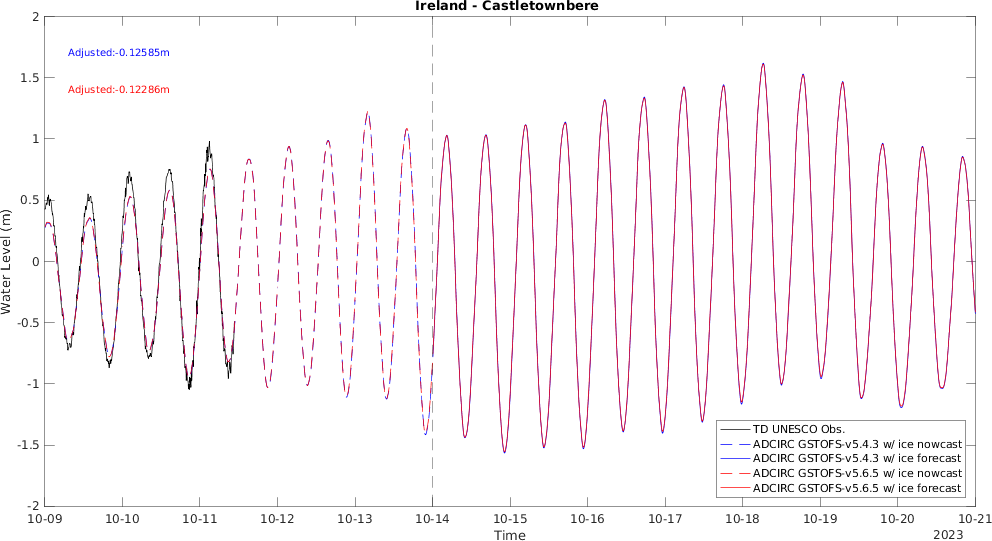 Ireland - Castletownbere
Adjusted:-0.12585m
Adjusted:-0.12286m
Water Level (m)
2
1.5
1
0.5
0
-0.5
-1
-1.5
-2
TD UNESCO Obs.
ADCIRC GSTOFS-v5.4.3 w/ ice nowcast
ADCIRC GSTOFS-v5.4.3 w/ ice forecast
ADCIRC GSTOFS-v5.6.5 w/ ice nowcast
ADCIRC GSTOFS-v5.6.5 w/ ice forecast
10-09 10-10 10-11 10-12 10-13 10-14 10-15 10-16 10-17 10-18 10-19 10-20 10-21
Time
2023